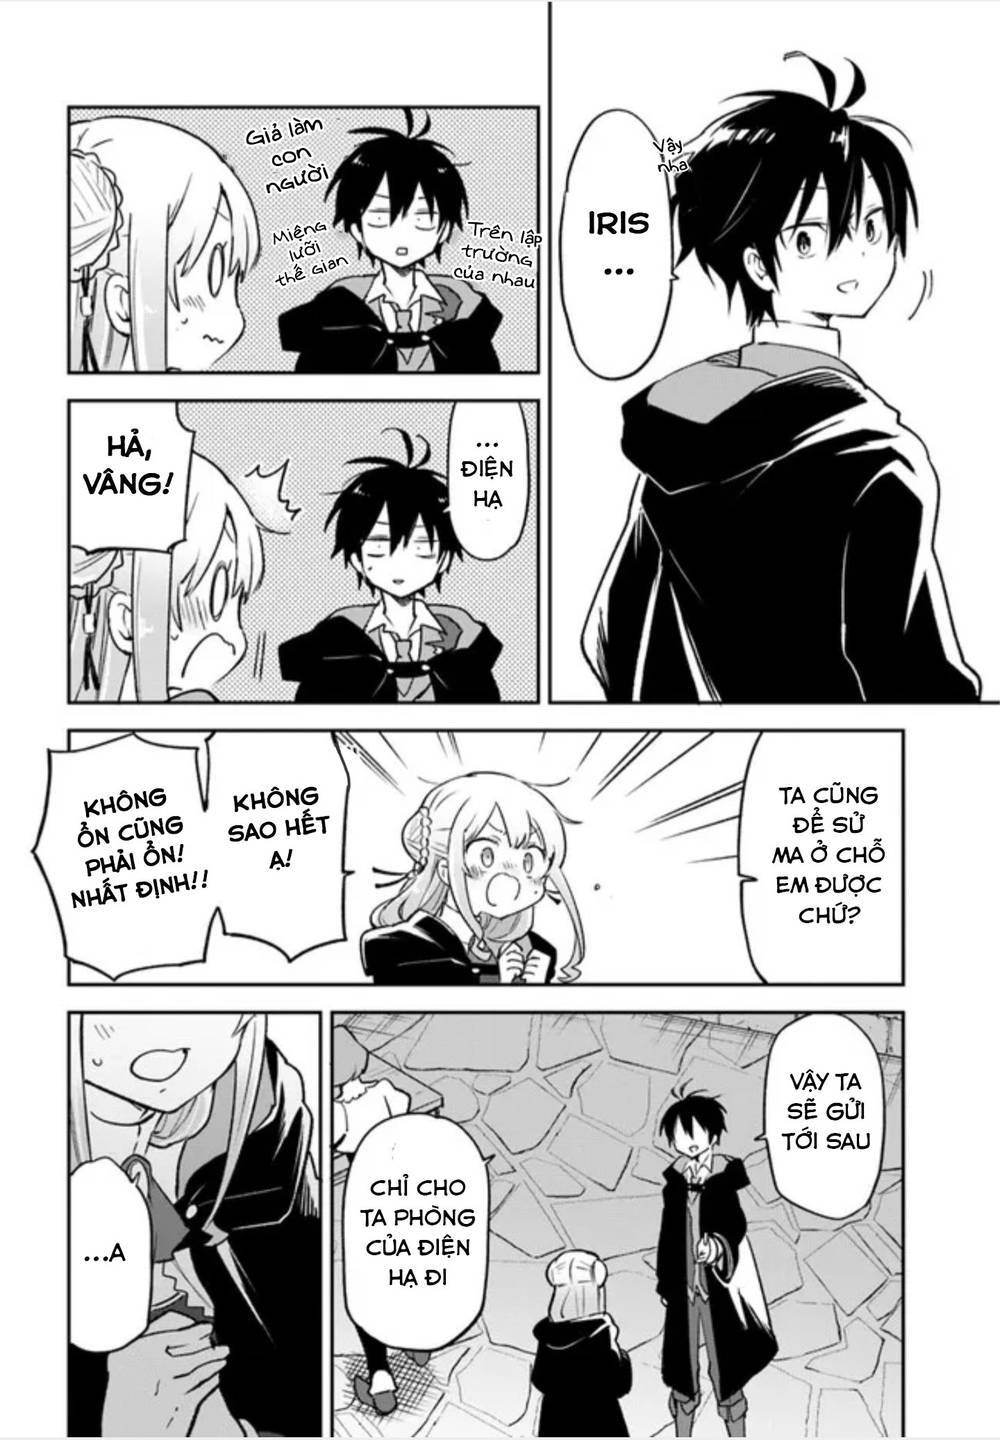 Vậy
nha
IRIS
...
Giả làm
con
người
Trên lập
trường
của nhau
Miệng
lưỡi
thế gian
...
ĐIỆN
HẠ
HẢ,
VÂNG!
TA CŨNG
ĐỂ SỬ
MA Ở CHỖ
EM ĐƯỢC
CHỨ?
KHÔNG
SAO HẾT
Ạ!
KHÔNG
ỔN CŨNG
PHẢI ỔN!
NHẤT ĐỊNH!!
VẬY TA
SẼ GỬI
TỚI SAU
CHỈ CHO
TA PHÒNG
CỦA ĐIỆN
HẠ ĐI
...A